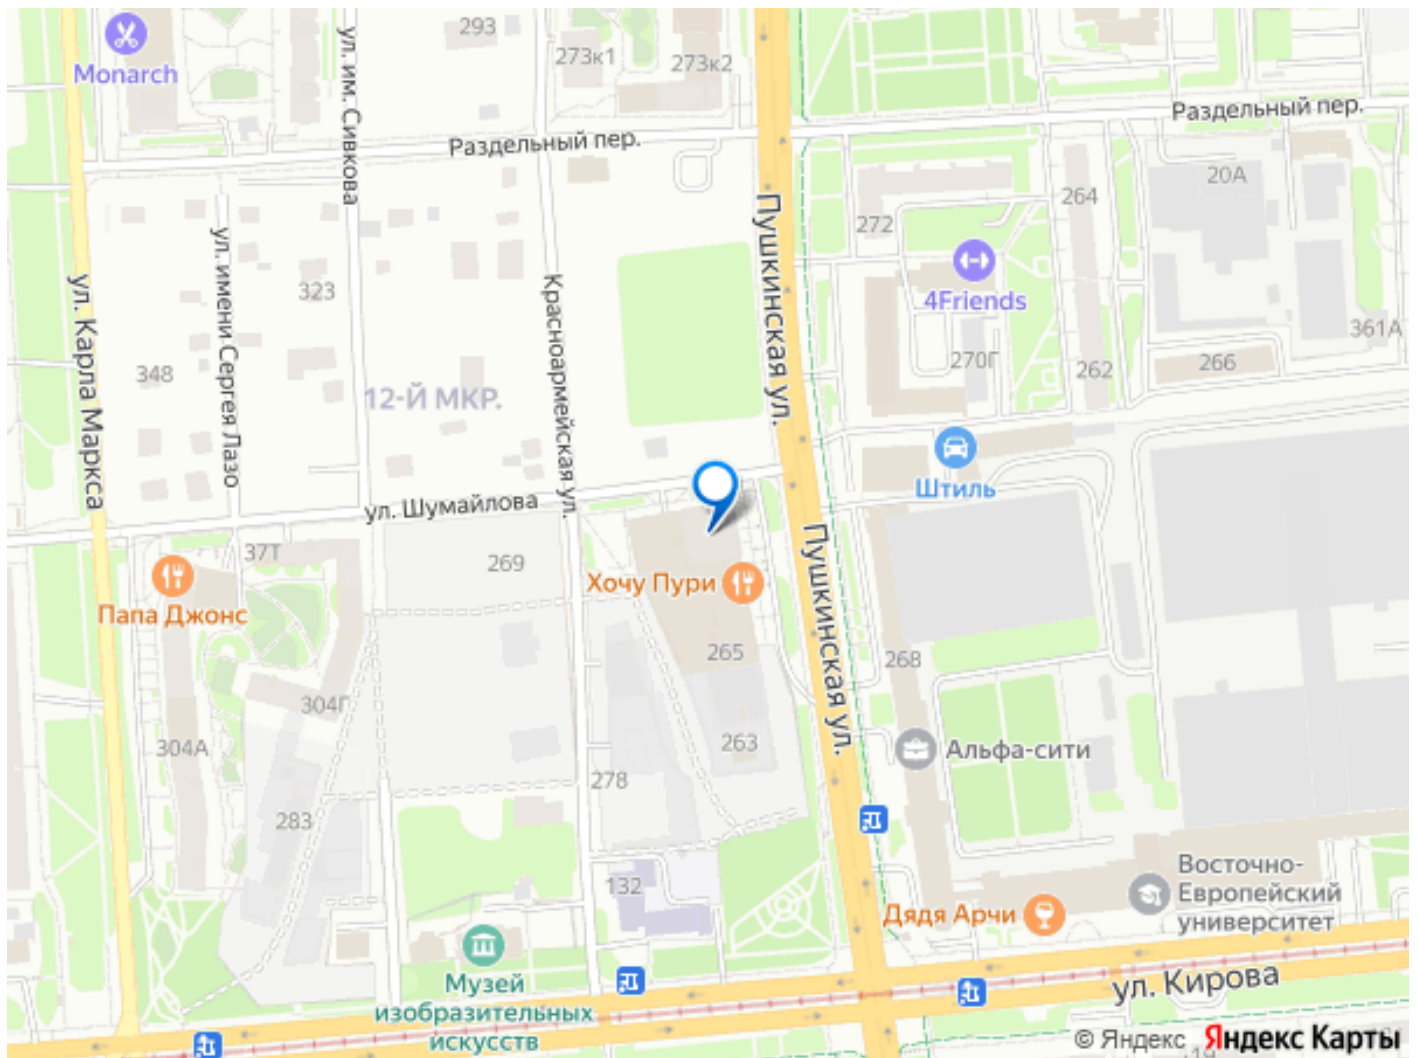 293
Monarch
ул. им. Сивкова
273к1
273к2
Раздельный пер.
Раздельный пер.
264
20А
272
Пушкинская ул.
4Friends
ул. имени Сергея Лазо
323
ул. Карла Маркса
Красноармейская ул.
348
12-Й МКР.
270Г
262
266
361А
Штиль
ул. Шумайлова
37Т
269
Хочу Пури
Папа Джонс
Пушкинская ул.
265
268
304Г
304А
263
Альфа-сити
278
283
132
Восточно-
Европейский
университет
Дядя Арчи
Музей
изобразительных
искусств
ул. Кирова
© Яндекс Яндекс Карты